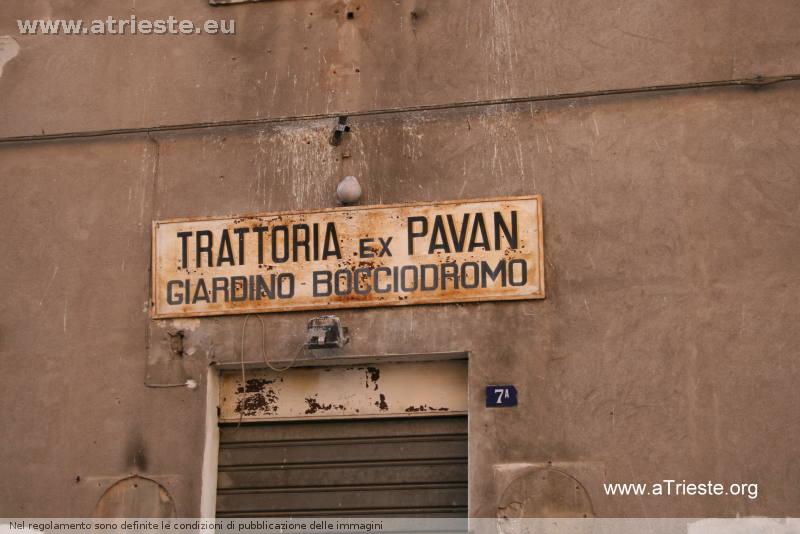 www.atrieste.eu
TRATTORIA EX PAVAN
GIARDINO BOCCIODROMO
7A
www.aTrieste.org
Nel regolamento sono definite le condizioni di pubblicazione delle immagini